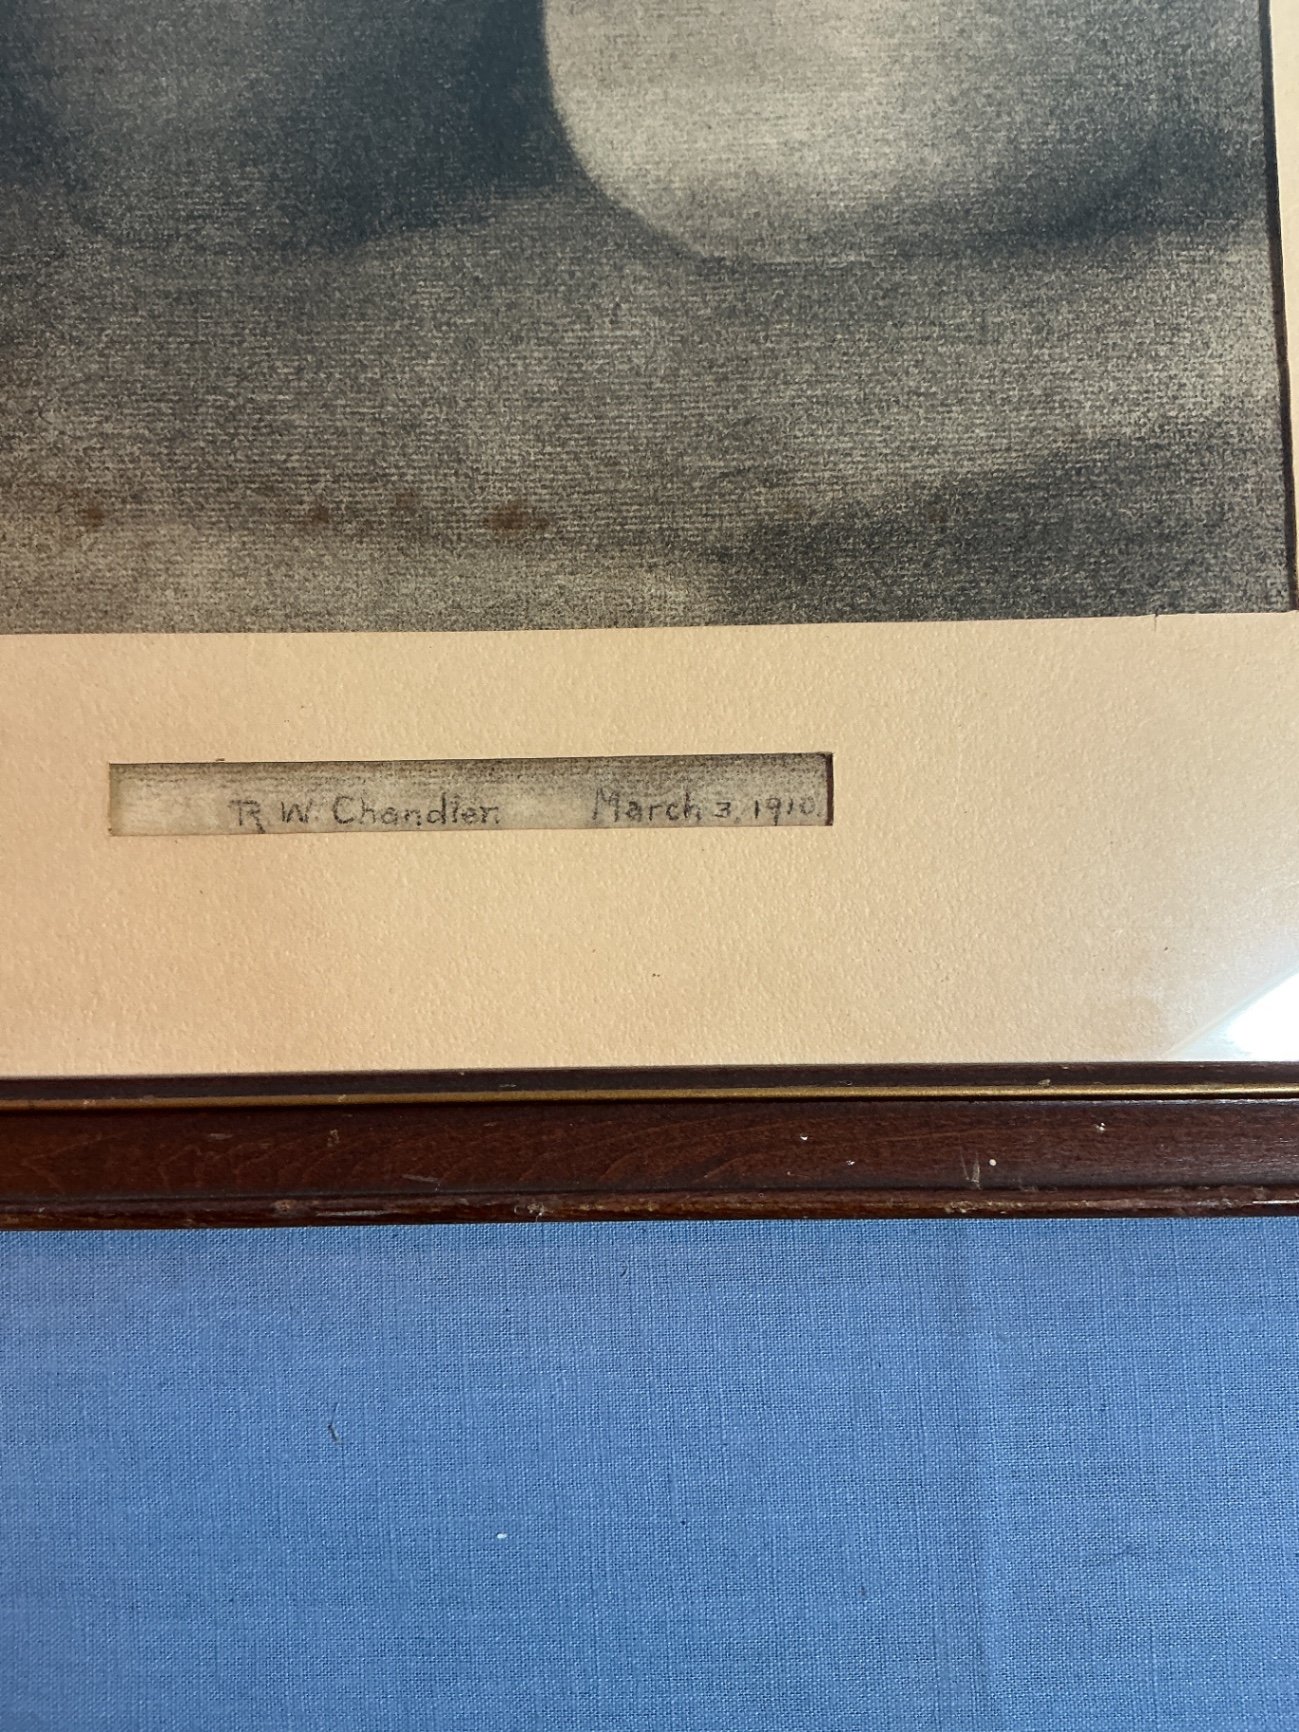 R. W. Chandler. March 3, 1910.